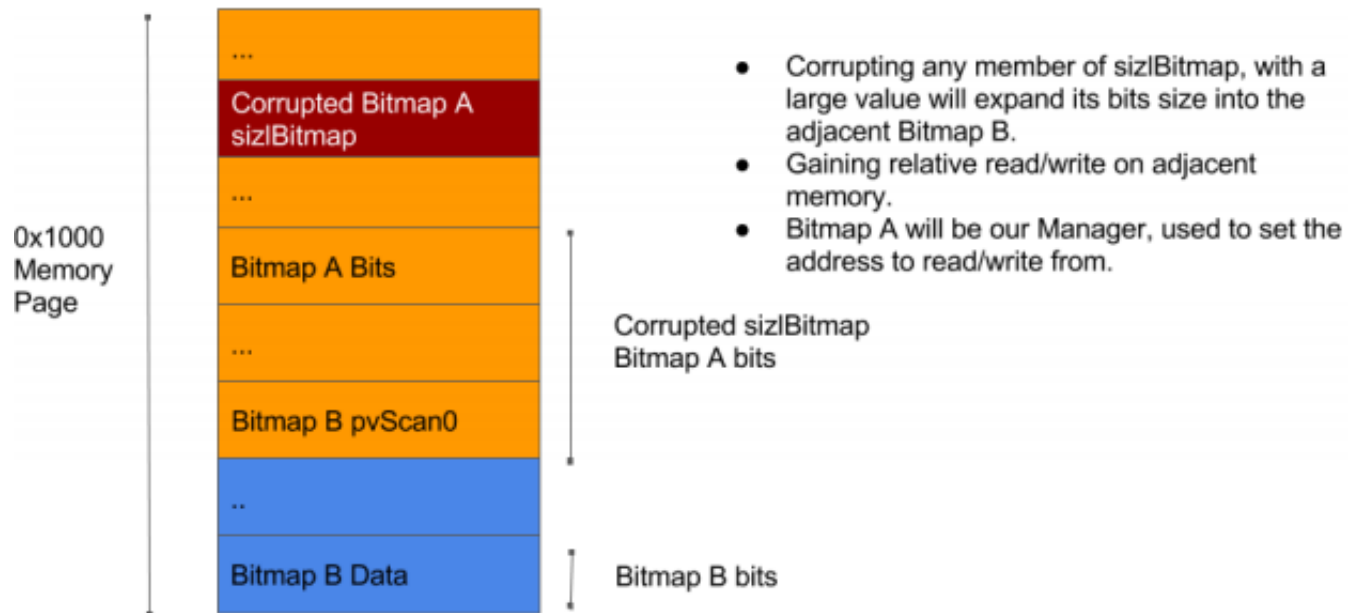 0x1000
Memory
Page
...
Corrupted Bitmap A
sizlBitmap
...
Bitmap A Bits
...
Bitmap B pvScan0
..
Bitmap B Data
Corrupted sizlBitmap
Bitmap A bits
Bitmap B bits
● Corrupting any member of sizlBitmap, with a
large value will expand its bits size into the
adjacent Bitmap B.
● Gaining relative read/write on adjacent
memory.
● Bitmap A will be our Manager, used to set the
address to read/write from.